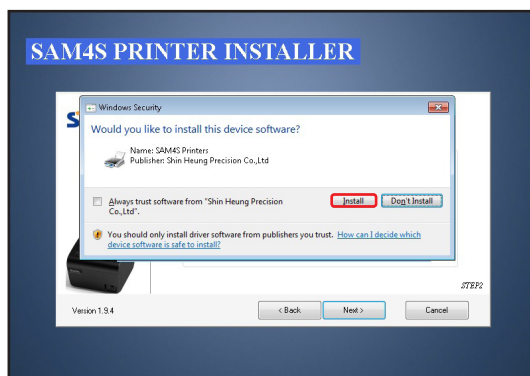 SAM4S PRINTER INSTALLER
Windows Security
Would you like to install this device software?
Name: SAM4S Printers
Publisher: Shin Heung Precision Co.,Ltd
Always trust software from "Shin Heung Precision
Co.,Ltd".
Install
Don't Install
You should only install driver software from publishers you trust. How can I decide which
device software is safe to install?
STEP2
Version 1.9.4
< Back
Next >
Cancel